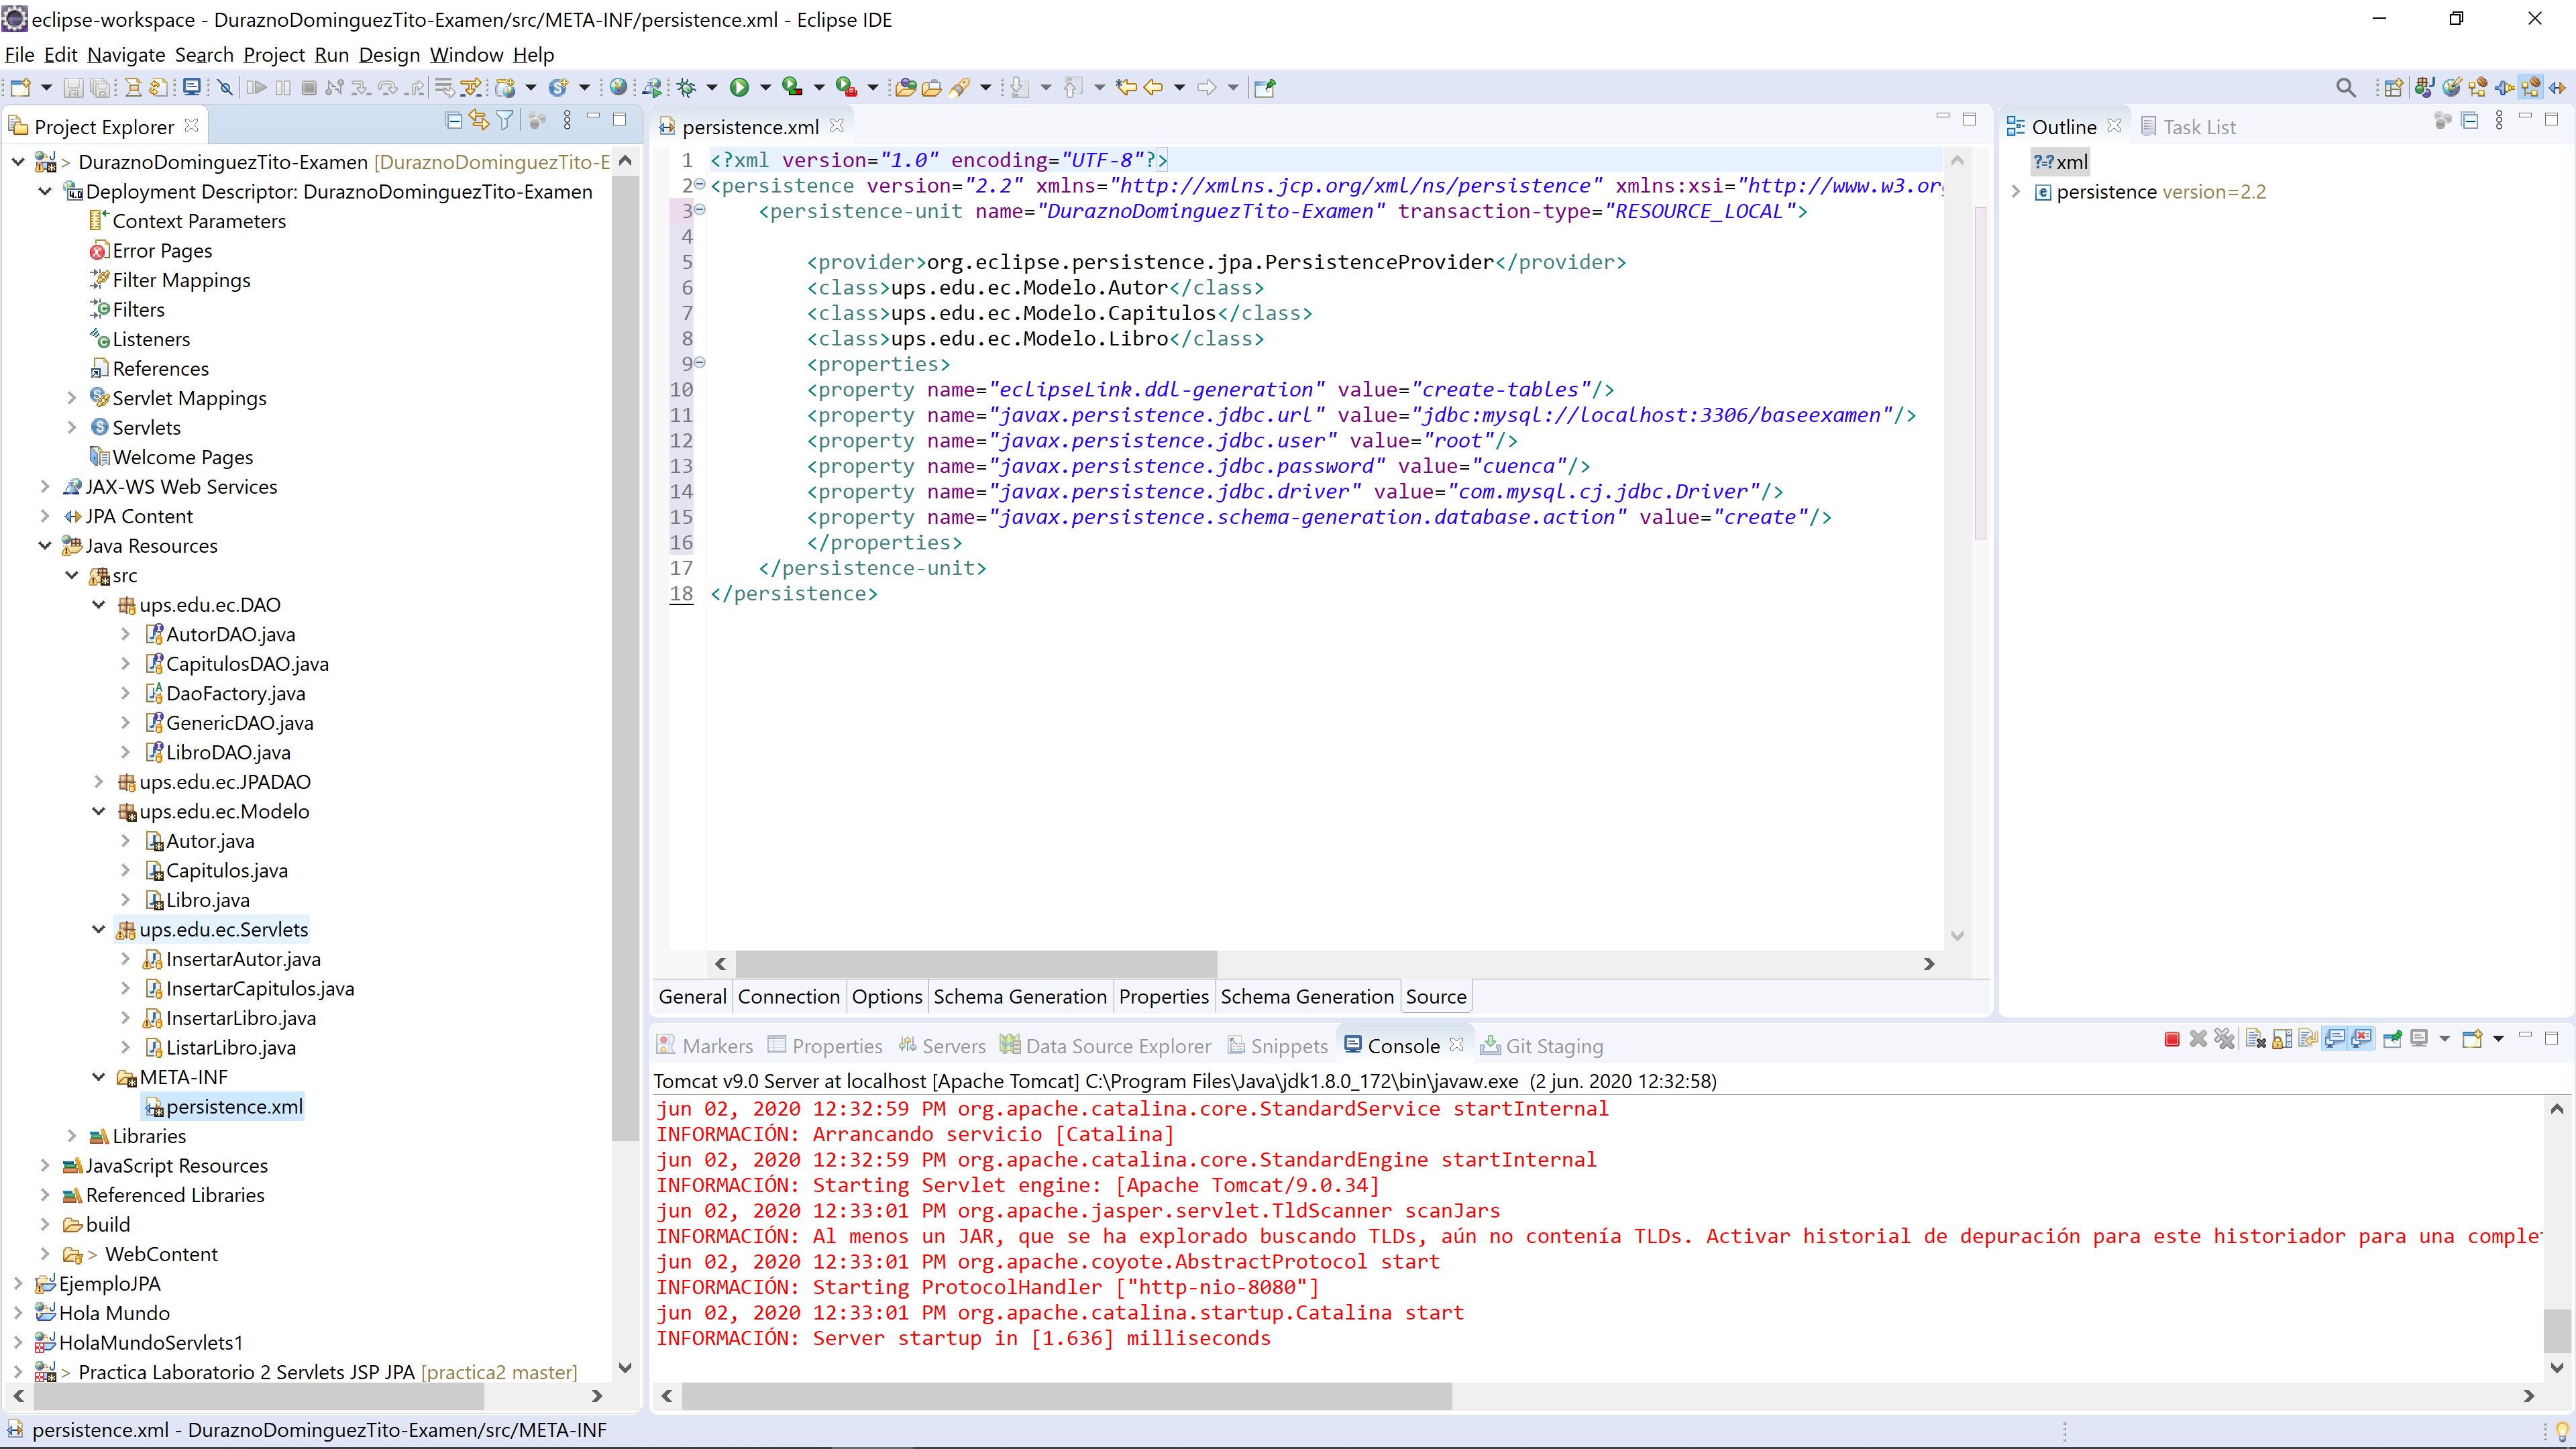 eclipse-workspace - DuraznoDominguezTito-Examen/src/META-INF/persistence.xml - Eclipse IDE
File Edit Navigate Search Project Run Design Window Help
Project Explorer
> DuraznoDominguezTito-Examen [DuraznoDominguezTito-E
Deployment Descriptor: DuraznoDominguezTito-Examen
Context Parameters
Error Pages
Filter Mappings
Filters
Listeners
References
Servlet Mappings
Servlets
Welcome Pages
JAX-WS Web Services
JPA Content
Java Resources
src
ups.edu.ec.DAO
AutorDAO.java
CapitulosDAO.java
DaoFactory.java
GenericDAO.java
LibroDAO.java
ups.edu.ec.JPADAO
ups.edu.ec.Modelo
Autor.java
Capitulos.java
Libro.java
ups.edu.ec.Servlets
InsertarAutor.java
InsertarCapitulos.java
InsertarLibro.java
ListarLibro.java
META-INF
persistence.xml
Libraries
JavaScript Resources
Referenced Libraries
build
> WebContent
EjemploJPA
Hola Mundo
HolaMundoServlets1
> Practica Laboratorio 2 Servlets JSP JPA [practica2 master]
persistence.xml
1 <?xml version="1.0" encoding="UTF-8"?>
2 <persistence version="2.2" xmlns="http://xmlns.jcp.org/xml/ns/persistence" xmlns:xsi="http://www.w3.or
3 <persistence-unit name="DuraznoDominguezTito-Examen" transaction-type="RESOURCE_LOCAL">
4
5 <provider>org.eclipse.persistence.jpa.PersistenceProvider</provider>
6 <class>ups.edu.ec.Modelo.Autor</class>
7 <class>ups.edu.ec.Modelo.Capitulos</class>
8 <class>ups.edu.ec.Modelo.Libro</class>
9 <properties>
10 <property name="eclipseLink.ddl-generation" value="create-tables"/>
11 <property name="javax.persistence.jdbc.url" value="jdbc:mysql://localhost:3306/baseexamen"/>
12 <property name="javax.persistence.jdbc.user" value="root"/>
13 <property name="javax.persistence.jdbc.password" value="cuenca"/>
14 <property name="javax.persistence.jdbc.driver" value="com.mysql.cj.jdbc.Driver"/>
15 <property name="javax.persistence.schema-generation.database.action" value="create"/>
16 </properties>
17 </persistence-unit>
18 </persistence>
General Connection Options Schema Generation Properties Schema Generation Source
Outline Task List
?-? xml
e persistence version=2.2
Markers Properties Servers Data Source Explorer Snippets Console Git Staging
Tomcat v9.0 Server at localhost [Apache Tomcat] C:\Program Files\Java\jdk1.8.0_172\bin\javaw.exe (2 jun. 2020 12:32:58)
jun 02, 2020 12:32:59 PM org.apache.catalina.core.StandardService startInternal
INFORMACIÓN: Arrancando servicio [Catalina]
jun 02, 2020 12:32:59 PM org.apache.catalina.core.StandardEngine startInternal
INFORMACIÓN: Starting Servlet engine: [Apache Tomcat/9.0.34]
jun 02, 2020 12:33:01 PM org.apache.jasper.servlet.TldScanner scanJars
INFORMACIÓN: Al menos un JAR, que se ha explorado buscando TLDs, aún no contenía TLDs. Activar historial de depuración para este historiador para una comple
jun 02, 2020 12:33:01 PM org.apache.coyote.AbstractProtocol start
INFORMACIÓN: Starting ProtocolHandler ["http-nio-8080"]
jun 02, 2020 12:33:01 PM org.apache.catalina.startup.Catalina start
INFORMACIÓN: Server startup in [1.636] milliseconds
persistence.xml - DuraznoDominguezTito-Examen/src/META-INF